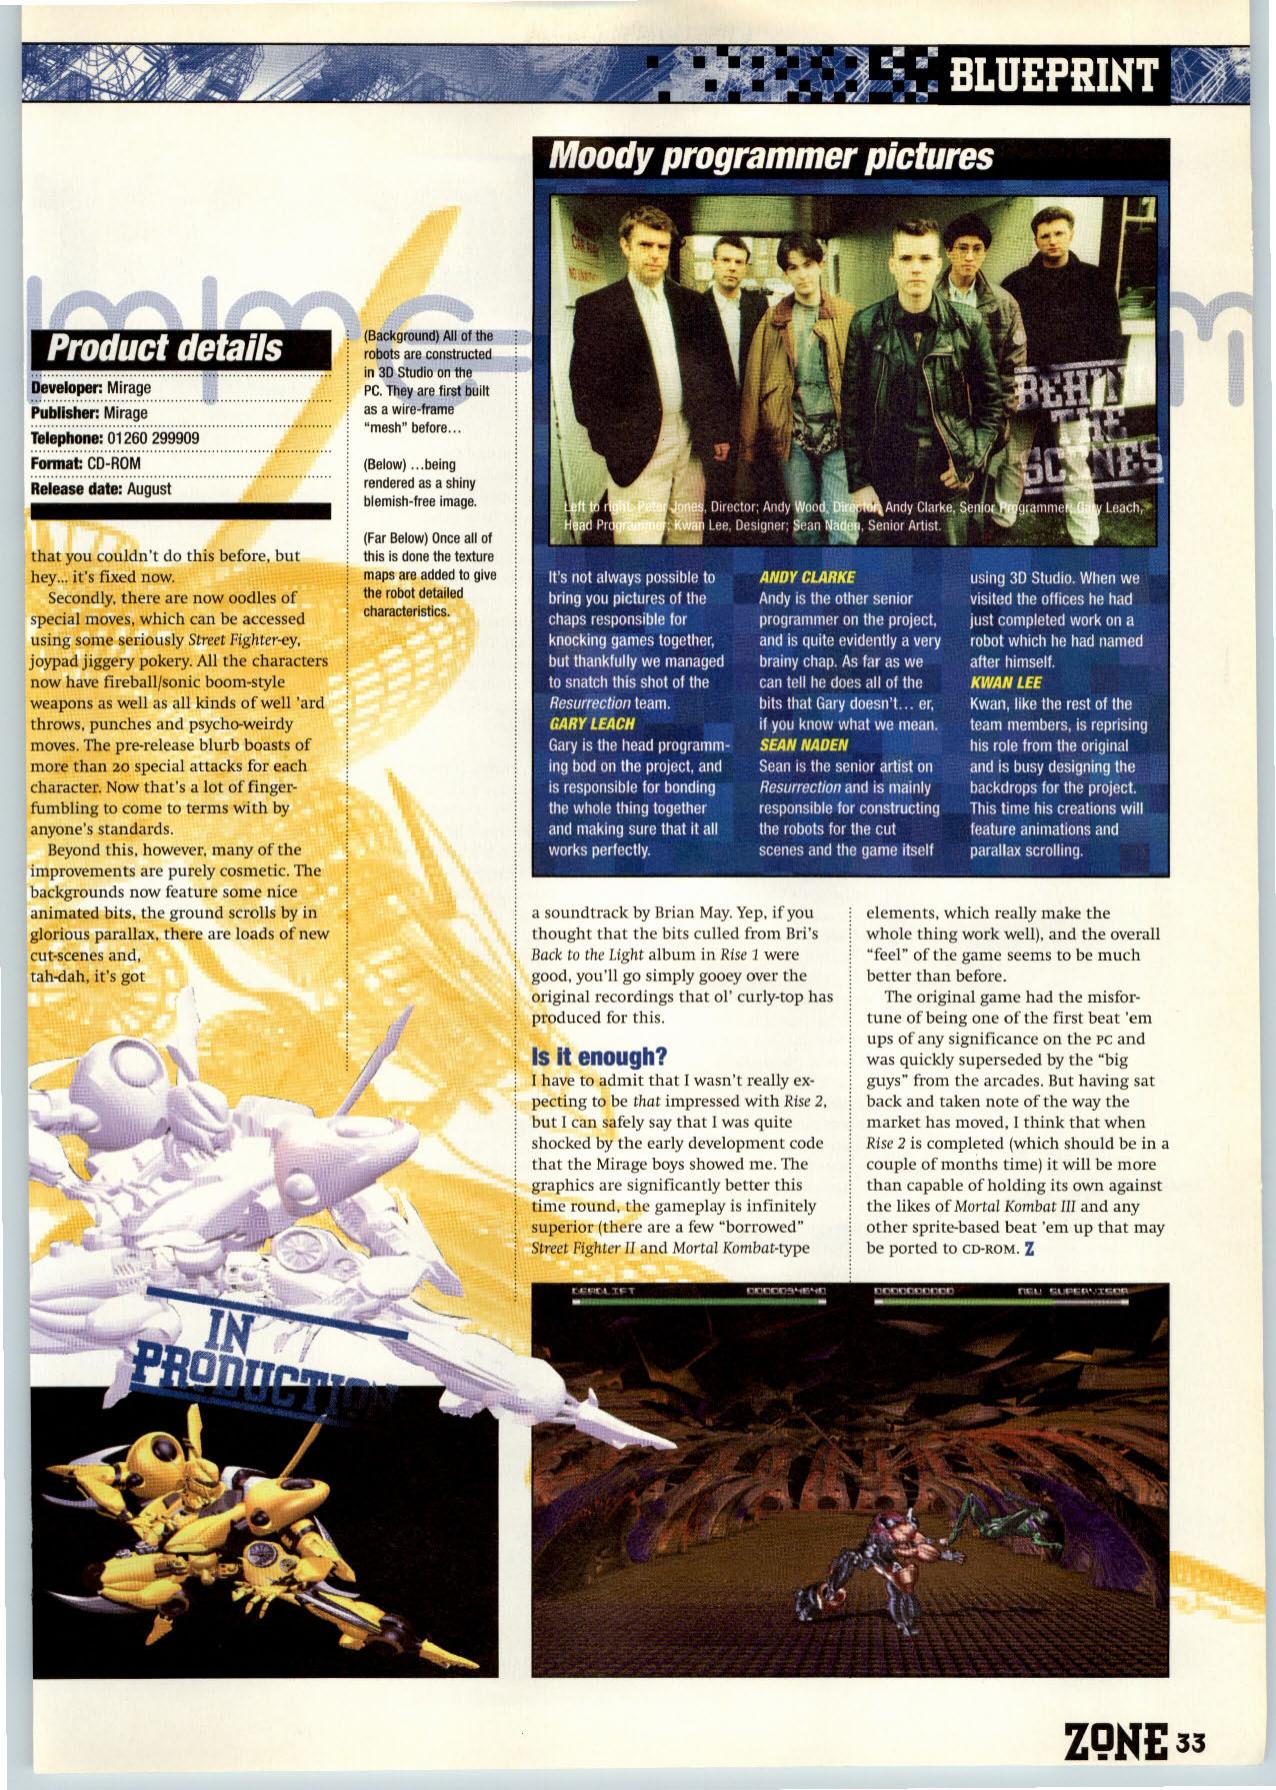 BLUEPRINT
Moody programmer pictures
BEHIND
THE
SCENES
Left to right, Peter Jones, Director; Andy Wood, Director; Andy Clarke, Senior Programmer; Gary Leach,
Head Programmer; Kwan Lee, Designer; Sean Naden, Senior Artist.
Product details
Developer: Mirage
Publisher: Mirage
Telephone: 01260 299909
Format: CD-ROM
Release date: August
that you couldn't do this before, but
hey... it's fixed now.
Secondly, there are now oodles of
special moves, which can be accessed
using some seriously Street Fighter-ey,
joypad jiggery pokery. All the characters
now have fireball/sonic boom-style
weapons as well as all kinds of well 'ard
throws, punches and psycho-weirdy
moves. The pre-release blurb boasts of
more than 20 special attacks for each
character. Now that's a lot of finger-
fumbling to come to terms with by
anyone's standards.
Beyond this, however, many of the
improvements are purely cosmetic. The
backgrounds now feature some nice
animated bits, the ground scrolls by in
glorious parallax, there are loads of new
cut-scenes and,
tah-dah, it's got
(Background) All of the
robots are constructed
in 3D Studio on the
PC. They are first built
as a wire-frame
"mesh" before...
(Below) ...being
rendered as a shiny
blemish-free image.
(Far Below) Once all of
this is done the texture
maps are added to give
the robot detailed
characteristics.
It's not always possible to
bring you pictures of the
chaps responsible for
knocking games together,
but thankfully we managed
to snatch this shot of the
Resurrection team.
GARY LEACH
Gary is the head programm-
ing bod on the project, and
is responsible for bonding
the whole thing together
and making sure that it all
works perfectly.
ANDY CLARKE
Andy is the other senior
programmer on the project,
and is quite evidently a very
brainy chap. As far as we
can tell he does all of the
bits that Gary doesn't... er,
if you know what we mean.
SEAN NADEN
Sean is the senior artist on
Resurrection and is mainly
responsible for constructing
the robots for the cut
scenes and the game itself
using 3D Studio. When we
visited the offices he had
just completed work on a
robot which he had named
after himself.
KWAN LEE
Kwan, like the rest of the
team members, is reprising
his role from the original
and is busy designing the
backdrops for the project.
This time his creations will
feature animations and
parallax scrolling.
a soundtrack by Brian May. Yep, if you
thought that the bits culled from Bri's
Back to the Light album in Rise 1 were
good, you'll go simply gooey over the
original recordings that ol' curly-top has
produced for this.
Is it enough?
I have to admit that I wasn't really ex-
pecting to be that impressed with Rise 2,
but I can safely say that I was quite
shocked by the early development code
that the Mirage boys showed me. The
graphics are significantly better this
time round, the gameplay is infinitely
superior (there are a few "borrowed"
Street Fighter II and Mortal Kombat-type
elements, which really make the
whole thing work well), and the overall
"feel" of the game seems to be much
better than before.
The original game had the misfor-
tune of being one of the first beat 'em
ups of any significance on the PC and
was quickly superseded by the "big
guys" from the arcades. But having sat
back and taken note of the way the
market has moved, I think that when
Rise 2 is completed (which should be in a
couple of months time) it will be more
than capable of holding its own against
the likes of Mortal Kombat III and any
other sprite-based beat 'em up that may
be ported to CD-ROM. Z
IN
PRODUCTION
DEADLIFT 0000034640 0000000000 NEW SUPERVISOR
ZONE 33